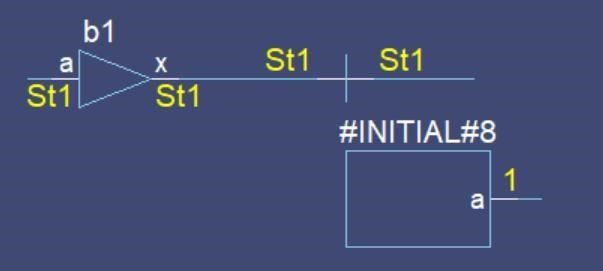 b1
a x St1 St1
St1 St1
#INITIAL#8
1
a